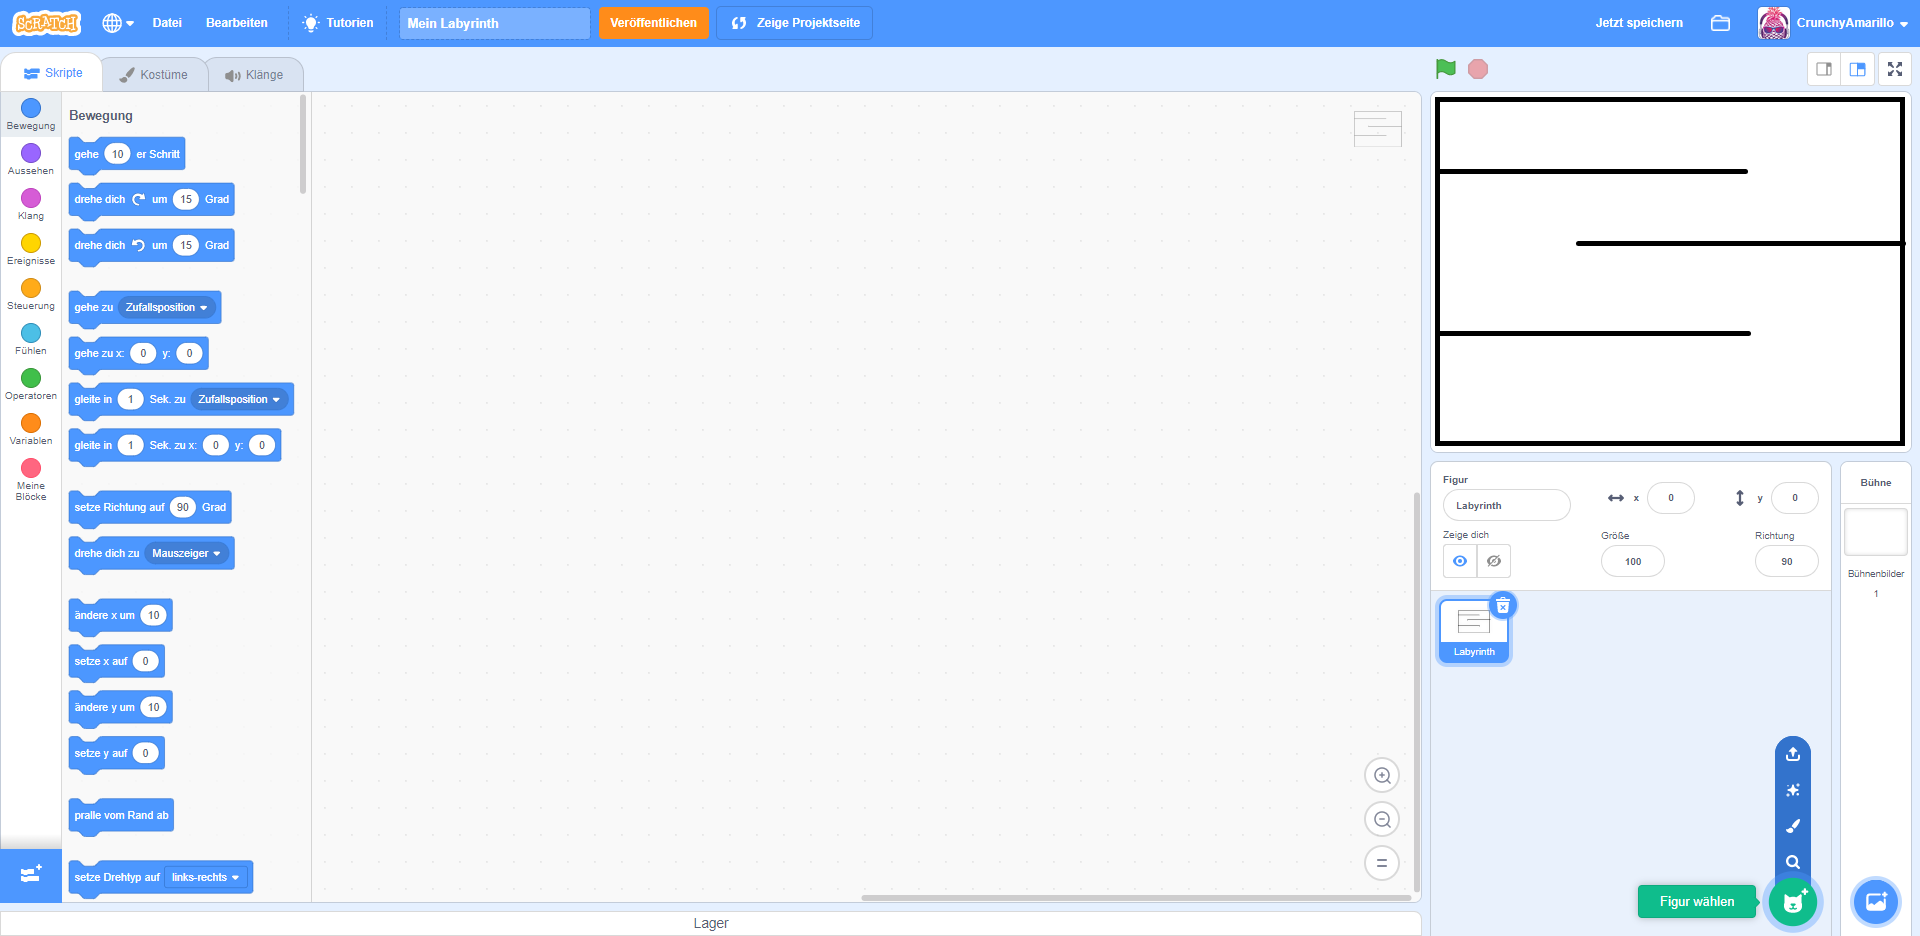 SCRATCH Datei Bearbeiten Tutorien Mein Labyrinth Veröffentlichen Zeige Projektseite Jetzt speichern CrunchyAmarillo
Skripte Kostüme Klänge
Bewegung
Aussehen
Klang
Ereignisse
Steuerung
Fühlen
Operatoren
Variablen
Meine
Blöcke
Bewegung
gehe 10 er Schritt
drehe dich um 15 Grad
drehe dich um 15 Grad
gehe zu Zufallsposition
gehe zu x: 0 y: 0
gleite in 1 Sek. zu Zufallsposition
gleite in 1 Sek. zu x: 0 y: 0
setze Richtung auf 90 Grad
drehe dich zu Mauszeiger
ändere x um 10
setze x auf 0
ändere y um 10
setze y auf 0
pralle vom Rand ab
setze Drehtyp auf links-rechts
Lager
Figur
Labyrinth x 0 y 0
Zeige dich Größe Richtung
100 90
Labyrinth
Figur wählen
Bühne
Bühnenbilder
1